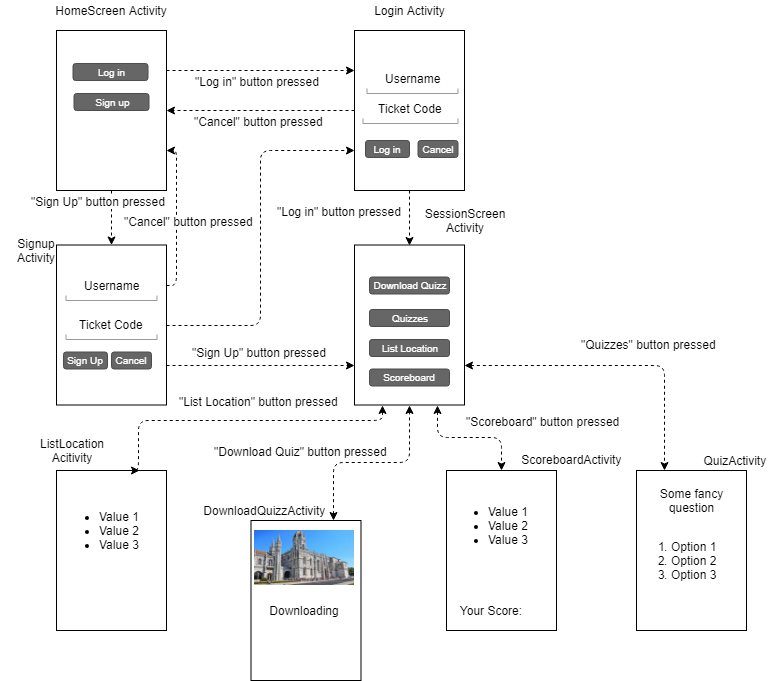 HomeScreen Activity
Login Activity
Log in
Sign up
"Log in" button pressed
Username
Ticket Code
"Cancel" button pressed
Log in
Cancel
"Sign Up" button pressed
"Cancel" button pressed
"Log in" button pressed
SessionScreen
Activity
Signup
Activity
Username
Ticket Code
Sign Up
Cancel
"Sign Up" button pressed
Download Quizz
Quizzes
List Location
Scoreboard
"Quizzes" button pressed
"List Location" button pressed
"Scoreboard" button pressed
"Download Quiz" button pressed
ListLocation
Acitivity
Value 1
Value 2
Value 3
DownloadQuizzActivity
Downloading
ScoreboardActivity
Value 1
Value 2
Value 3
Your Score:
QuizActivity
Some fancy
question
1. Option 1
2. Option 2
3. Option 3